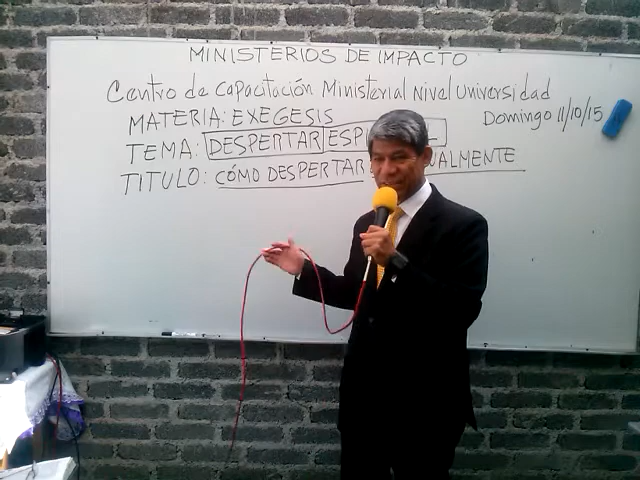 MINISTERIOS DE IMPACTO
Centro de Capacitación Ministerial Nivel Universidad
MATERIA: EXEGESIS
Domingo 11/10/15
TEMA: DESPERTAR
TITULO: CÓMO DESPERTAR